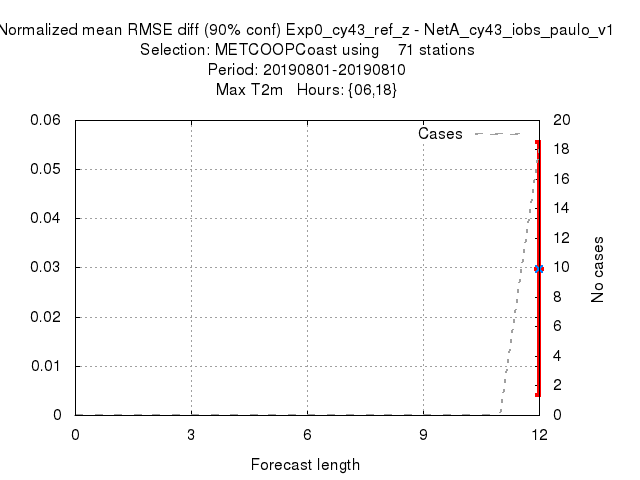 Normalized mean RMSE diff (90% conf) Exp0_cy43_ref_z - NetA_cy43_iobs_paulo_v1
Selection: METCOOPCoast using 71 stations
Period: 20190801-20190810
Max T2m Hours: {06,18}
Cases
0.06
0.05
0.04
0.03
0.02
0.01
0
20
18
16
14
12
10
8
6
4
2
0
No cases
0 3 6 9 12
Forecast length